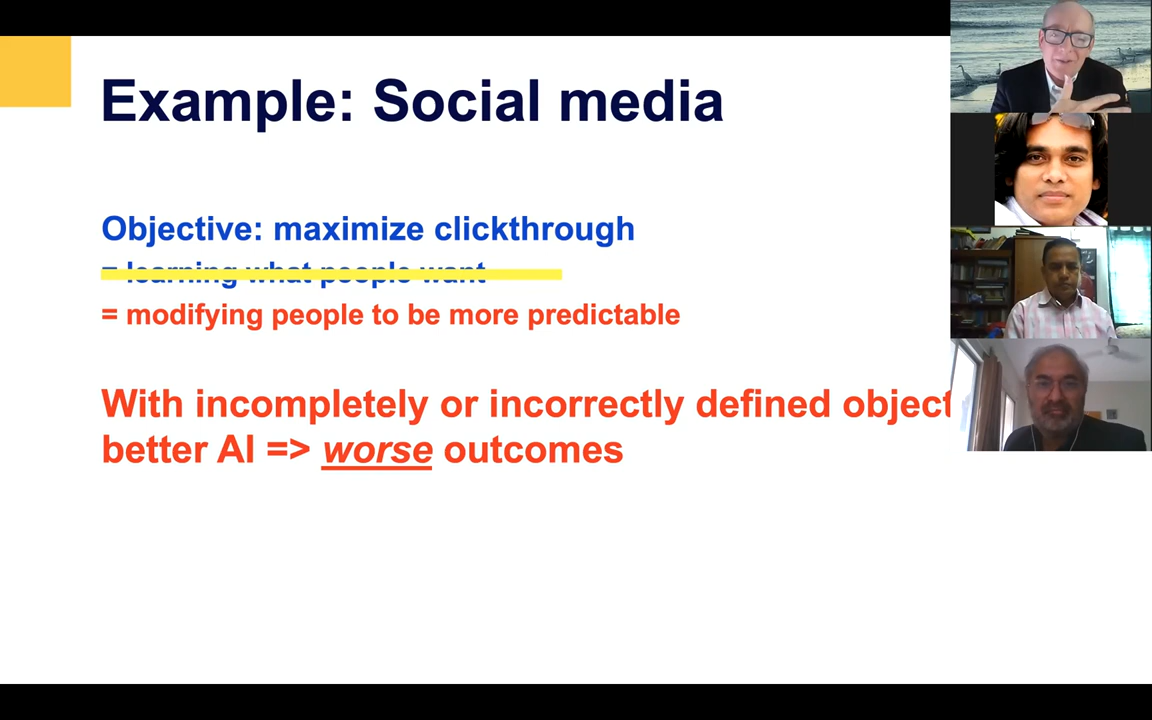 Example: Social media
Objective: maximize clickthrough
= learning what people want
= modifying people to be more predictable
With incompletely or incorrectly defined object
better AI => worse outcomes